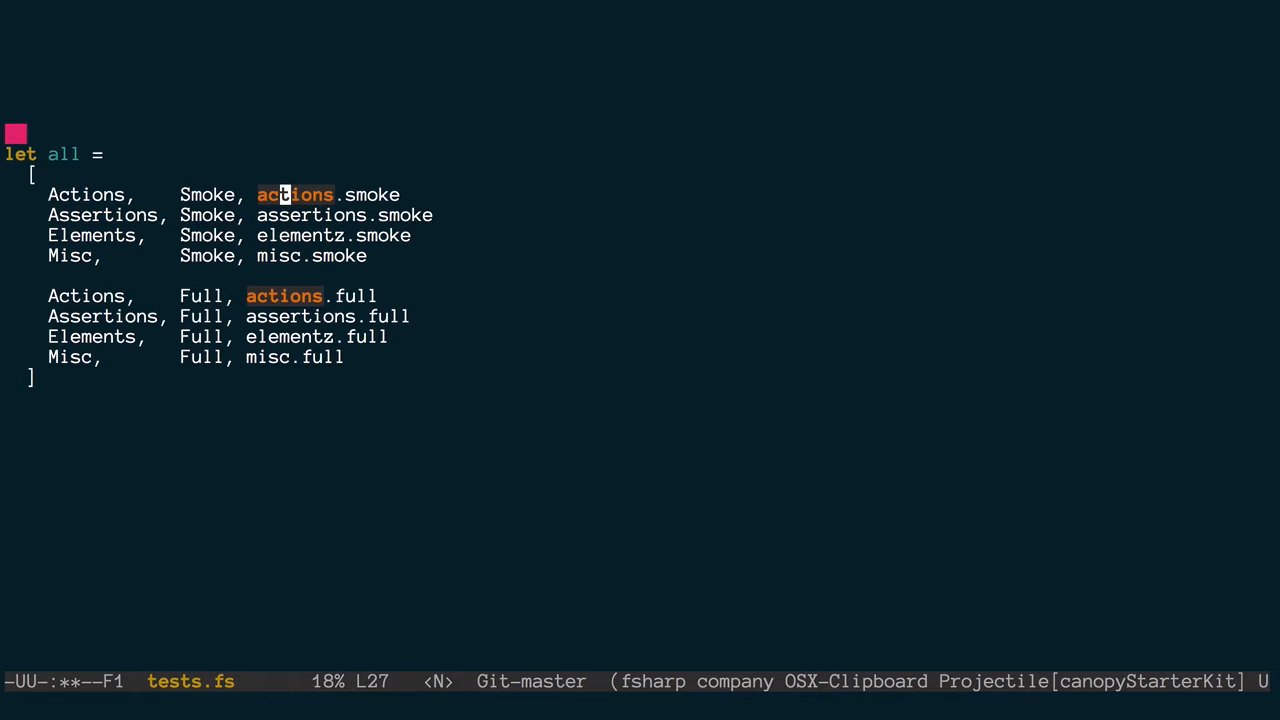 let all =
  [
    Actions,    Smoke, actions.smoke
    Assertions, Smoke, assertions.smoke
    Elements,   Smoke, elementz.smoke
    Misc,       Smoke, misc.smoke

    Actions,    Full, actions.full
    Assertions, Full, assertions.full
    Elements,   Full, elementz.full
    Misc,       Full, misc.full
  ]
-UU-:**--F1  tests.fs       18% L27   <N>  Git-master  (fsharp company OSX-Clipboard Projectile[canopyStarterKit] U